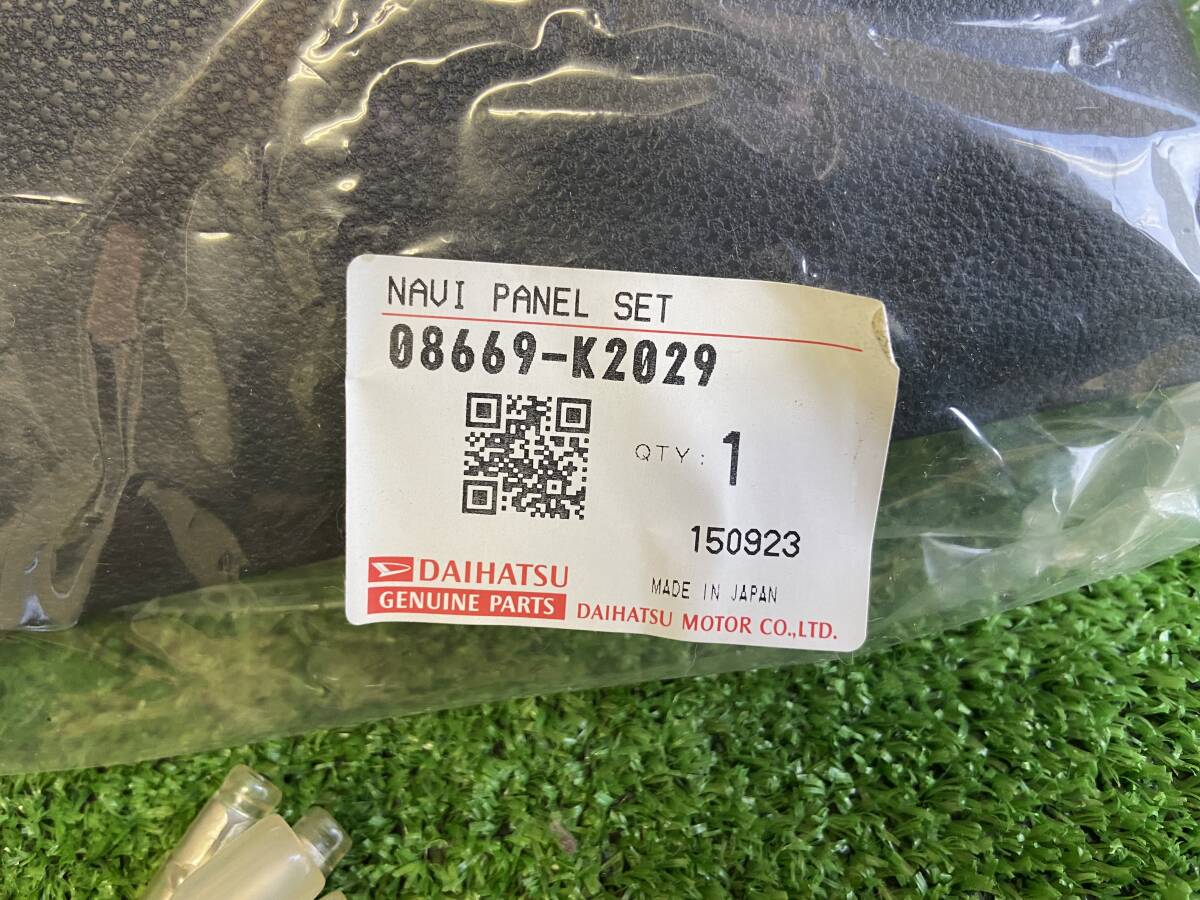 NAVI PANEL SET
08669-K2029
QTY: 1
150923
DAIHATSU
MADE IN JAPAN
GENUINE PARTS
DAIHATSU MOTOR CO.,LTD.